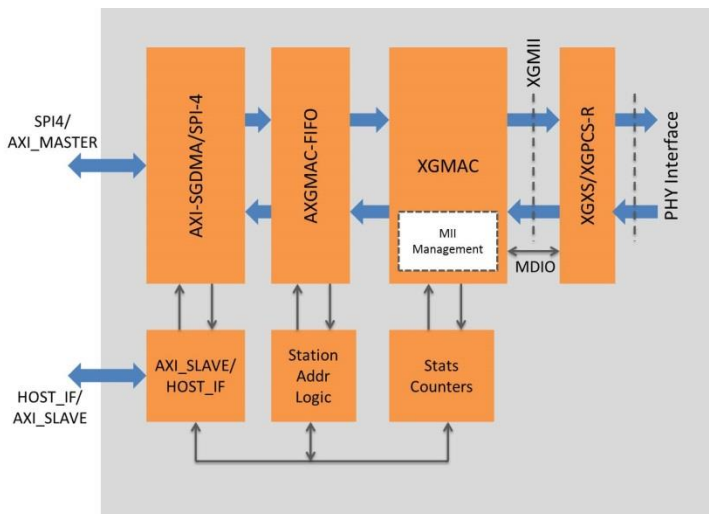 SPI4/
AXI_MASTER
AXI-SGDMA/SPI-4
AXGMAC-FIFO
XGMAC
MII
Management
XGMII
MDIO
XGXS/XGPCS-R
PHY Interface
HOST_IF/
AXI_SLAVE
AXI_SLAVE/
HOST_IF
Station
Addr
Logic
Stats
Counters